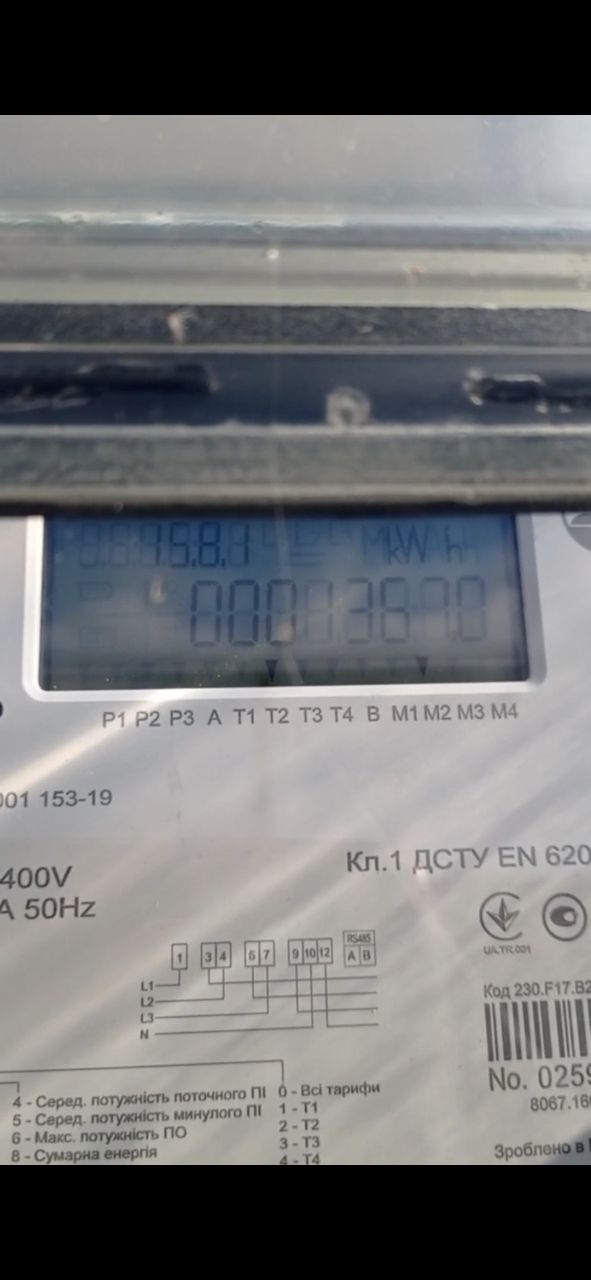 15.8.1 kWh
P1 P2 P3 A T1 T2 T3 T4 B M1 M2 M3 M4
001 153-19
400V
A 50Hz
Кл.1 ДСТУ EN 620
UA.TR.001
RS485
1 3 4 6 7 9 10 12 A B
L1
L2
L3
N
Код 230.F17.B2
No. 0259
8067.16
4 - Серед. потужність поточного ПІ
5 - Серед. потужність минулого ПІ
6 - Макс. потужність ПО
8 - Сумарна енергія
0 - Всі тарифи
1 - T1
2 - T2
3 - T3
4 - T4
Зроблено в